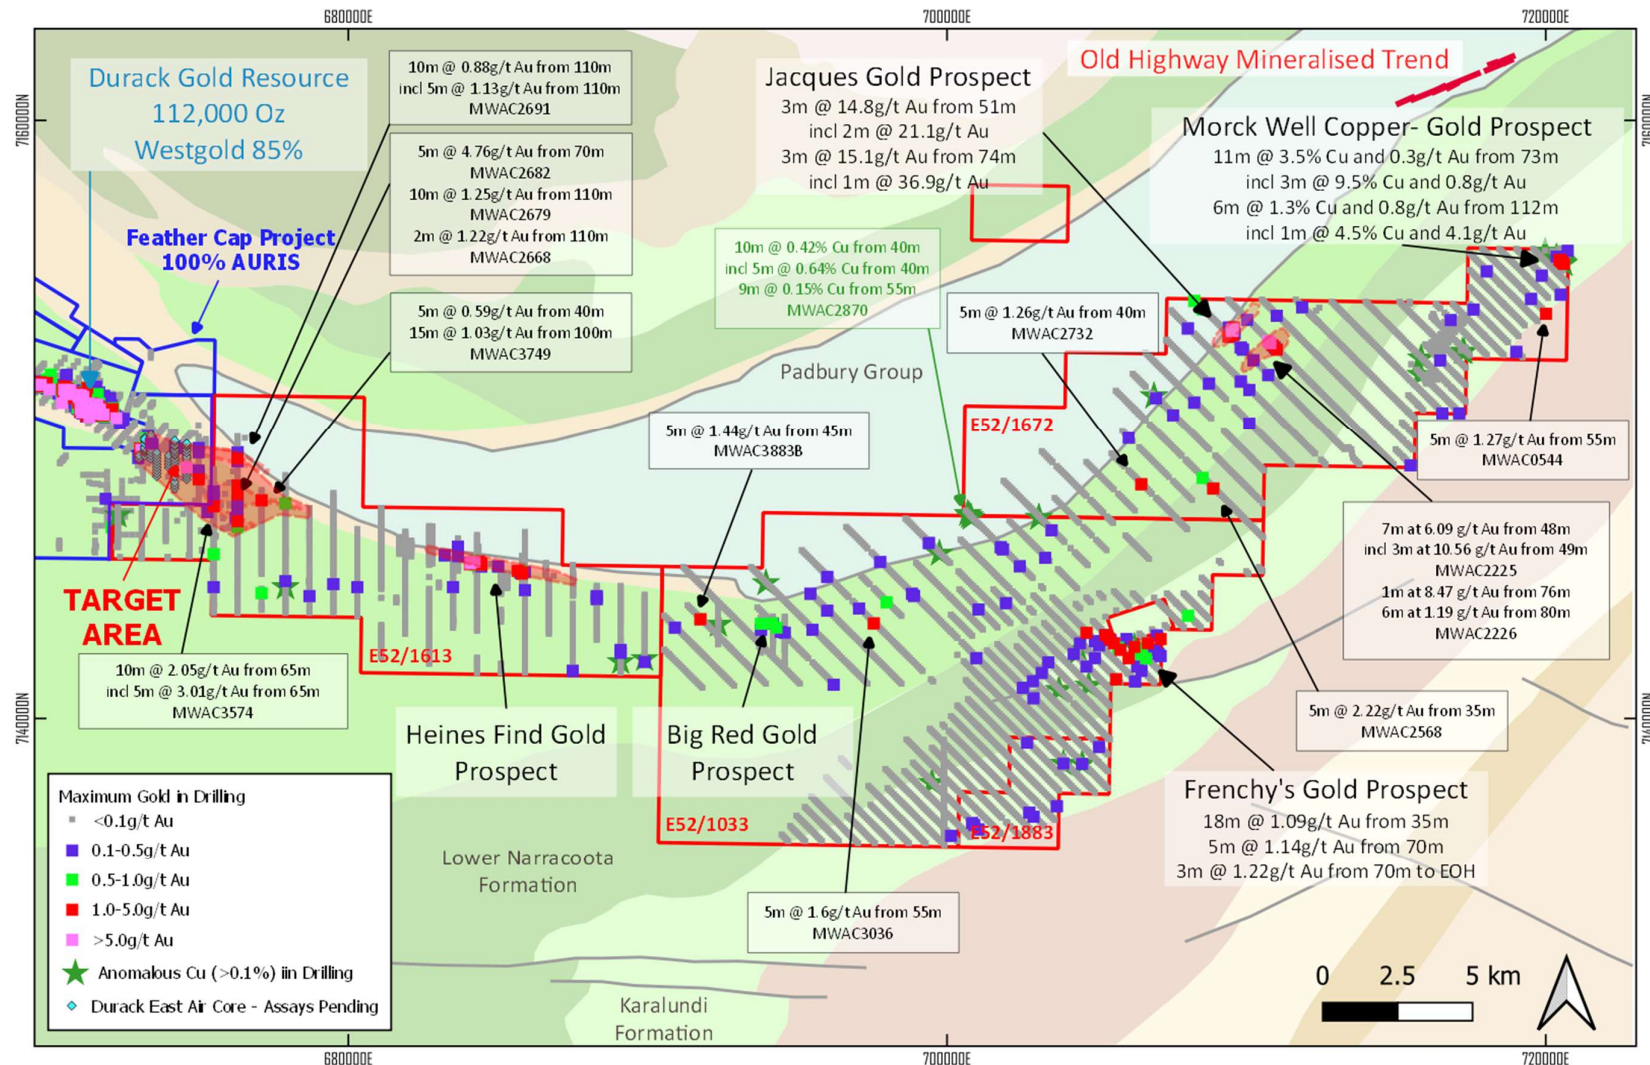 680000E
700000E
720000E
7160000N
7160000N
Durack Gold Resource
112,000 Oz
Westgold 85%
10m @ 0.88g/t Au from 110m
incl 5m @ 1.13g/t Au from 110m
MWAC2691
5m @ 4.76g/t Au from 70m
MWAC2682
10m @ 1.25g/t Au from 110m
MWAC2679
2m @ 1.22g/t Au from 110m
MWAC2668
5m @ 0.59g/t Au from 40m
15m @ 1.03g/t Au from 100m
MWAC3749
Feather Cap Project
100% AURIS
Jacques Gold Prospect
3m @ 14.8g/t Au from 51m
incl 2m @ 21.1g/t Au
3m @ 15.1g/t Au from 74m
incl 1m @ 36.9g/t Au
Old Highway Mineralised Trend
Morck Well Copper- Gold Prospect
11m @ 3.5% Cu and 0.3g/t Au from 73m
incl 3m @ 9.5% Cu and 0.8g/t Au
6m @ 1.3% Cu and 0.8g/t Au from 112m
incl 1m @ 4.5% Cu and 4.1g/t Au
10m @ 0.42% Cu from 40m
incl 5m @ 0.64% Cu from 40m
9m @ 0.15% Cu from 55m
MWAC2870
5m @ 1.26g/t Au from 40m
MWAC2732
Padbury Group
E52/1672
5m @ 1.44g/t Au from 45m
MWAC3883B
5m @ 1.27g/t Au from 55m
MWAC0544
7m at 6.09 g/t Au from 48m
incl 3m at 10.56 g/t Au from 49m
MWAC2225
1m at 8.47 g/t Au from 76m
6m at 1.19 g/t Au from 80m
MWAC2226
TARGET
AREA
10m @ 2.05g/t Au from 65m
incl 5m @ 3.01g/t Au from 65m
MWAC3574
E52/1613
Heines Find Gold
Prospect
Big Red Gold
Prospect
5m @ 2.22g/t Au from 35m
MWAC2568
7140000N
7140000N
Frenchy's Gold Prospect
18m @ 1.09g/t Au from 35m
5m @ 1.14g/t Au from 70m
3m @ 1.22g/t Au from 70m to EOH
E52/1033
E52/1883
Lower Narracoota
Formation
5m @ 1.6g/t Au from 55m
MWAC3036
Karalundi
Formation
Maximum Gold in Drilling
<0.1g/t Au
0.1-0.5g/t Au
0.5-1.0g/t Au
1.0-5.0g/t Au
>5.0g/t Au
Anomalous Cu (>0.1%) iin Drilling
Durack East Air Core - Assays Pending
0 2.5 5 km
680000E
700000E
720000E